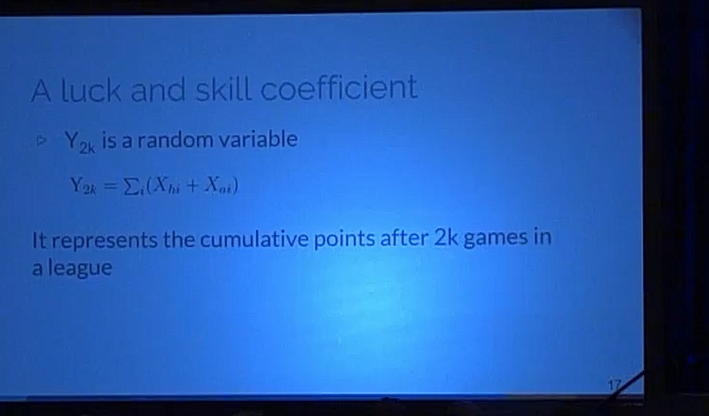 A luck and skill coefficient
▷ Y₂ₖ is a random variable
Y₂ₖ = ∑ᵢ(Xₕᵢ + Xₐᵢ)
It represents the cumulative points after 2k games in
a league
17